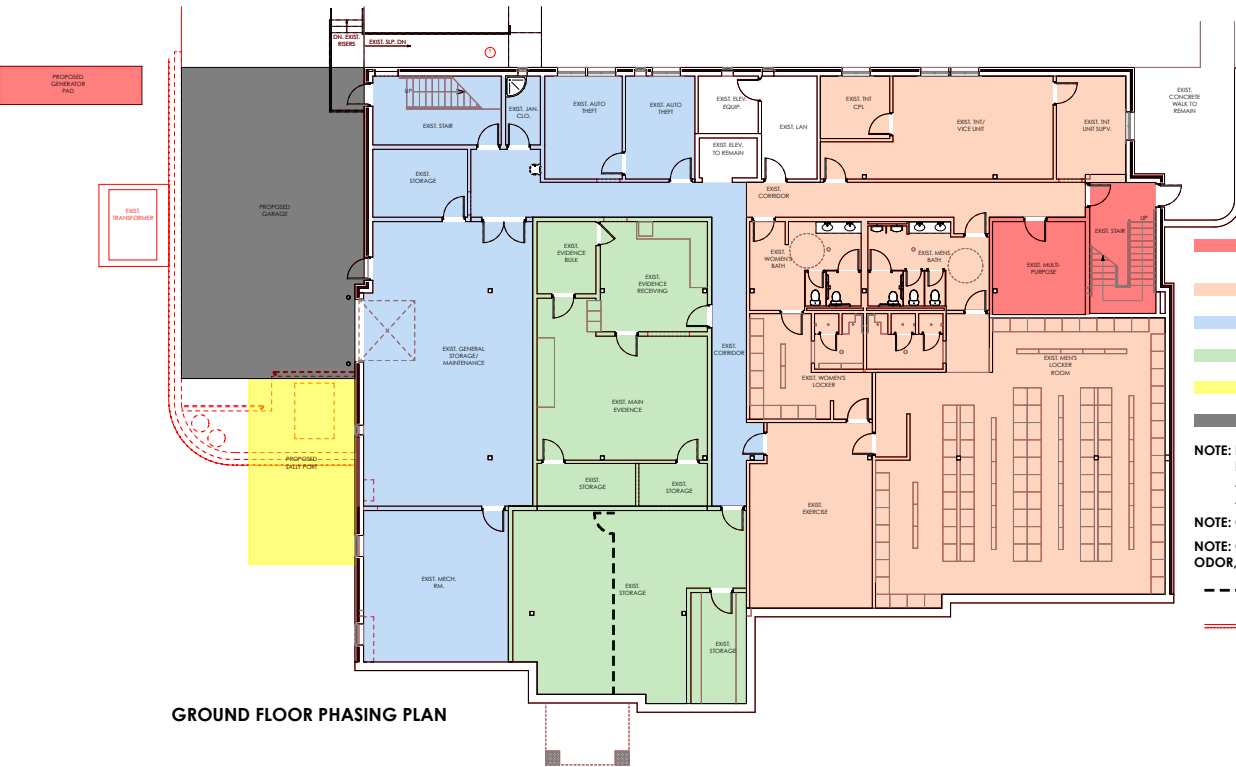 DN. EXIST.
RISERS
EXIST. SLP. DN
1
PROPOSED
GENERATOR
PAD
UP
EXIST. STAIR
EXIST. JAN.
CLO.
EXIST. AUTO
THEFT
EXIST. AUTO
THEFT
EXIST. ELEV.
EQUIP.
EXIST. LAN
EXIST. ELEV.
TO REMAIN
EXIST. TNT
CPL
EXIST. TNT/
VICE UNIT
EXIST. TNT
UNIT SUPV.
EXIST.
CONCRETE
WALK TO
REMAIN
EXIST.
STORAGE
EXIST.
TRANSFORMER
PROPOSED
GARAGE
EXIST.
CORRIDOR
EXIST.
EVIDENCE
BULK
EXIST.
EVIDENCE
RECEIVING
EXIST.
WOMEN'S
BATH
EXIST. MENS
BATH
EXIST. MULTI-
PURPOSE
EXIST. STAIR
UP
EXIST. GENERAL
STORAGE/
MAINTENANCE
EXIST.
CORRIDOR
EXIST. WOMEN'S
LOCKER
EXIST. MEN'S
LOCKER
ROOM
EXIST. MAIN
EVIDENCE
PROPOSED
SALLY PORT
EXIST.
STORAGE
EXIST.
STORAGE
EXIST.
EXERCISE
EXIST. MECH.
RM.
EXIST.
STORAGE
EXIST.
STORAGE
NOTE:
NOTE:
NOTE:
ODOR,
GROUND FLOOR PHASING PLAN